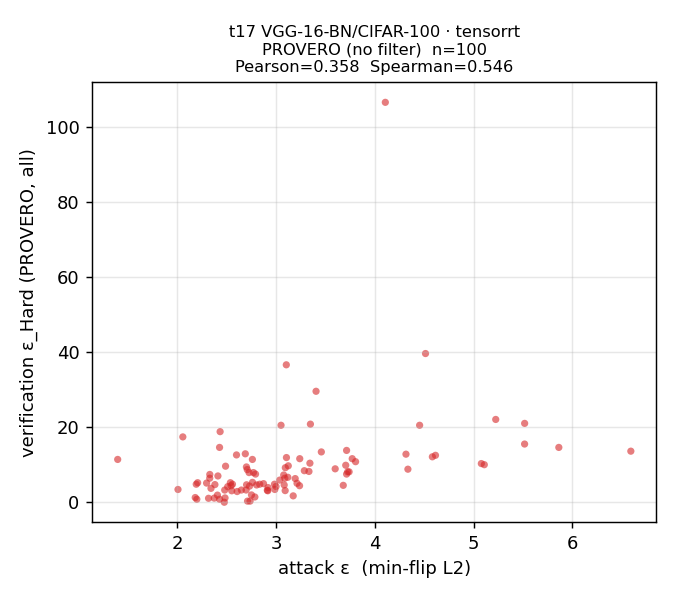 t17 VGG-16-BN/CIFAR-100 · tensorrt
PROVERO (no filter)  n=100
Pearson=0.358  Spearman=0.546
verification ε_Hard (PROVERO, all)
100
80
60
40
20
0
2
3
4
5
6
attack ε  (min-flip L2)